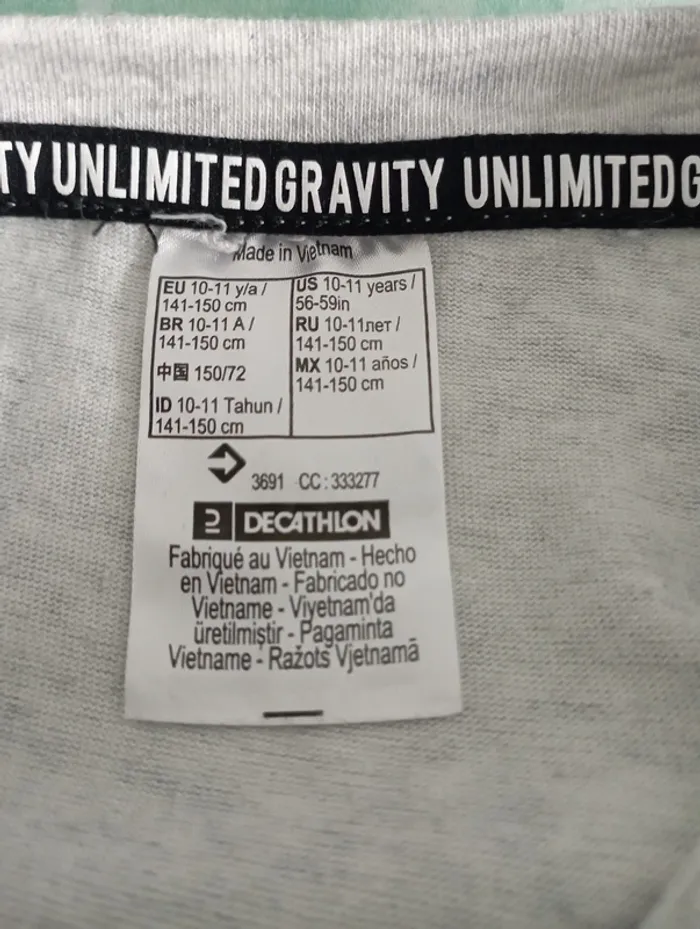 TY UNLIMITED GRAVITY UNLIMITED G
Made in Vietnam
EU 10-11 y/a /
141-150 cm
BR 10-11 A /
141-150 cm
中国 150/72
ID 10-11 Tahun /
141-150 cm
US 10-11 years /
56-59in
RU 10-11лет /
141-150 cm
MX 10-11 años /
141-150 cm
3691 CC : 333277
DECATHLON
Fabriqué au Vietnam - Hecho
en Vietnam - Fabricado no
Vietname - Viyetnam'da
üretilmiştir - Pagaminta
Vietname - Ražots Vjetnamā